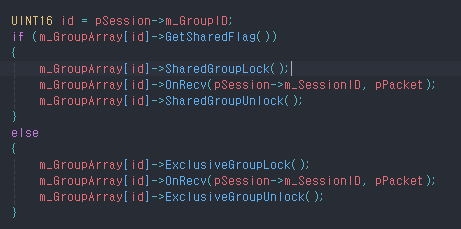 UINT16 id = pSession->m_GroupID;
if (m_GroupArray[id]->GetSharedFlag())
{
    m_GroupArray[id]->SharedGroupLock();
    m_GroupArray[id]->OnRecv(pSession->m_SessionID, pPacket);
    m_GroupArray[id]->SharedGroupUnlock();
}
else
{
    m_GroupArray[id]->ExclusiveGroupLock();
    m_GroupArray[id]->OnRecv(pSession->m_SessionID, pPacket);
    m_GroupArray[id]->ExclusiveGroupUnlock();
}